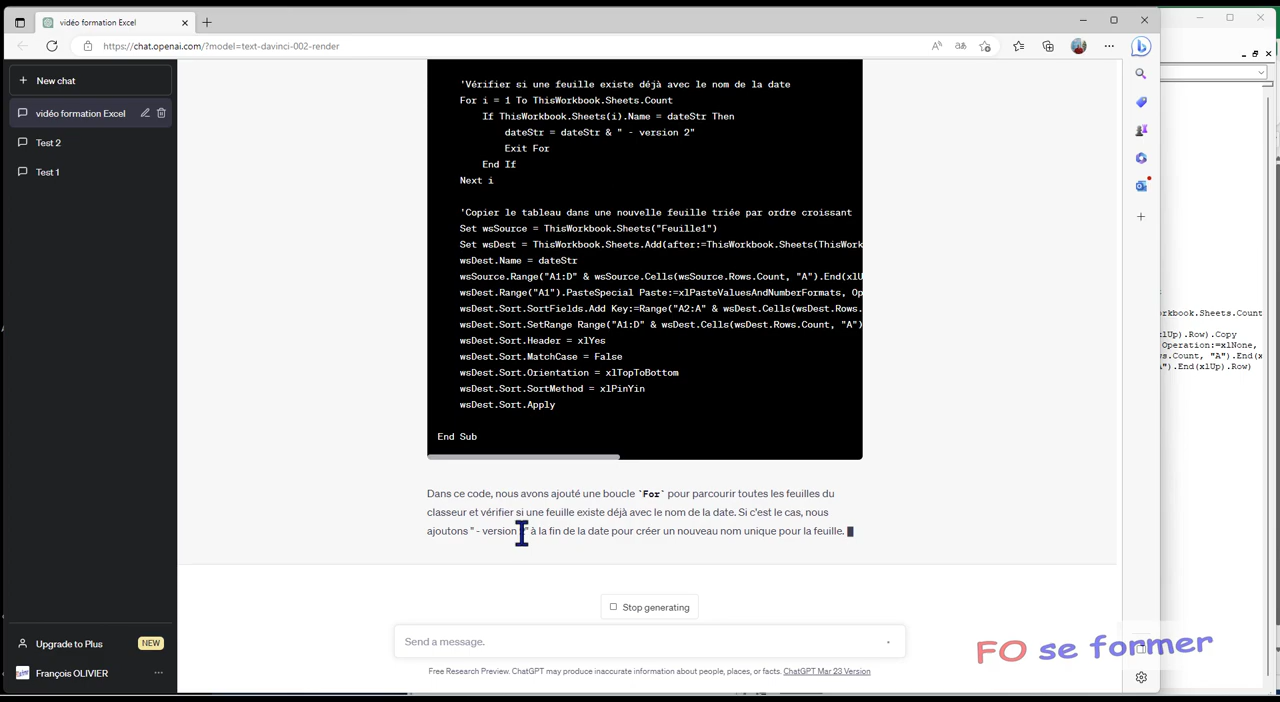 vidéo formation Excel
https://chat.openai.com/?model=text-davinci-002-render
New chat
vidéo formation Excel
Test 2
Test 1
'Vérifier si une feuille existe déjà avec le nom de la date
For i = 1 To ThisWorkbook.Sheets.Count
If ThisWorkbook.Sheets(i).Name = dateStr Then
dateStr = dateStr & " - version 2"
Exit For
End If
Next i
'Copier le tableau dans une nouvelle feuille triée par ordre croissant
Set wsSource = ThisWorkbook.Sheets("Feuille1")
Set wsDest = ThisWorkbook.Sheets.Add(after:=ThisWorkbook.Sheets(ThisWork
wsDest.Name = dateStr
wsSource.Range("A1:D" & wsSource.Cells(wsSource.Rows.Count, "A").End(xlU
wsDest.Range("A1").PasteSpecial Paste:=xlPasteValuesAndNumberFormats, Op
wsDest.Sort.SortFields.Add Key:=Range("A2:A" & wsDest.Cells(wsDest.Rows.
wsDest.Sort.SetRange Range("A1:D" & wsDest.Cells(wsDest.Rows.Count, "A")
wsDest.Sort.Header = xlYes
wsDest.Sort.MatchCase = False
wsDest.Sort.Orientation = xlTopToBottom
wsDest.Sort.SortMethod = xlPinYin
wsDest.Sort.Apply
End Sub
Dans ce code, nous avons ajouté une boucle `For` pour parcourir toutes les feuilles du
classeur et vérifier si une feuille existe déjà avec le nom de la date. Si c'est le cas, nous
ajoutons " - version 2" à la fin de la date pour créer un nouveau nom unique pour la feuille.
Stop generating
Send a message.
Free Research Preview. ChatGPT may produce inaccurate information about people, places, or facts. ChatGPT Mar 23 Version
Upgrade to Plus NEW
François OLIVIER
kbook.Sheets.Count
xlUp).Row).Copy
Operation:=xlNone,
ws.Count, "A").End(x
A").End(xlUp).Row)
FO se former